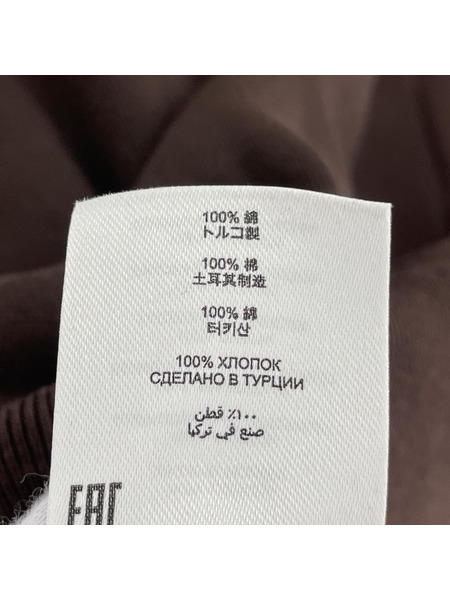 100% 綿
トルコ製
100% 棉
土耳其制造
100% 綿
터키산
100% ХЛОПОК
СДЕЛАНО В ТУРЦИИ
٪١٠٠ قطن
صنع في تركيا
EAC